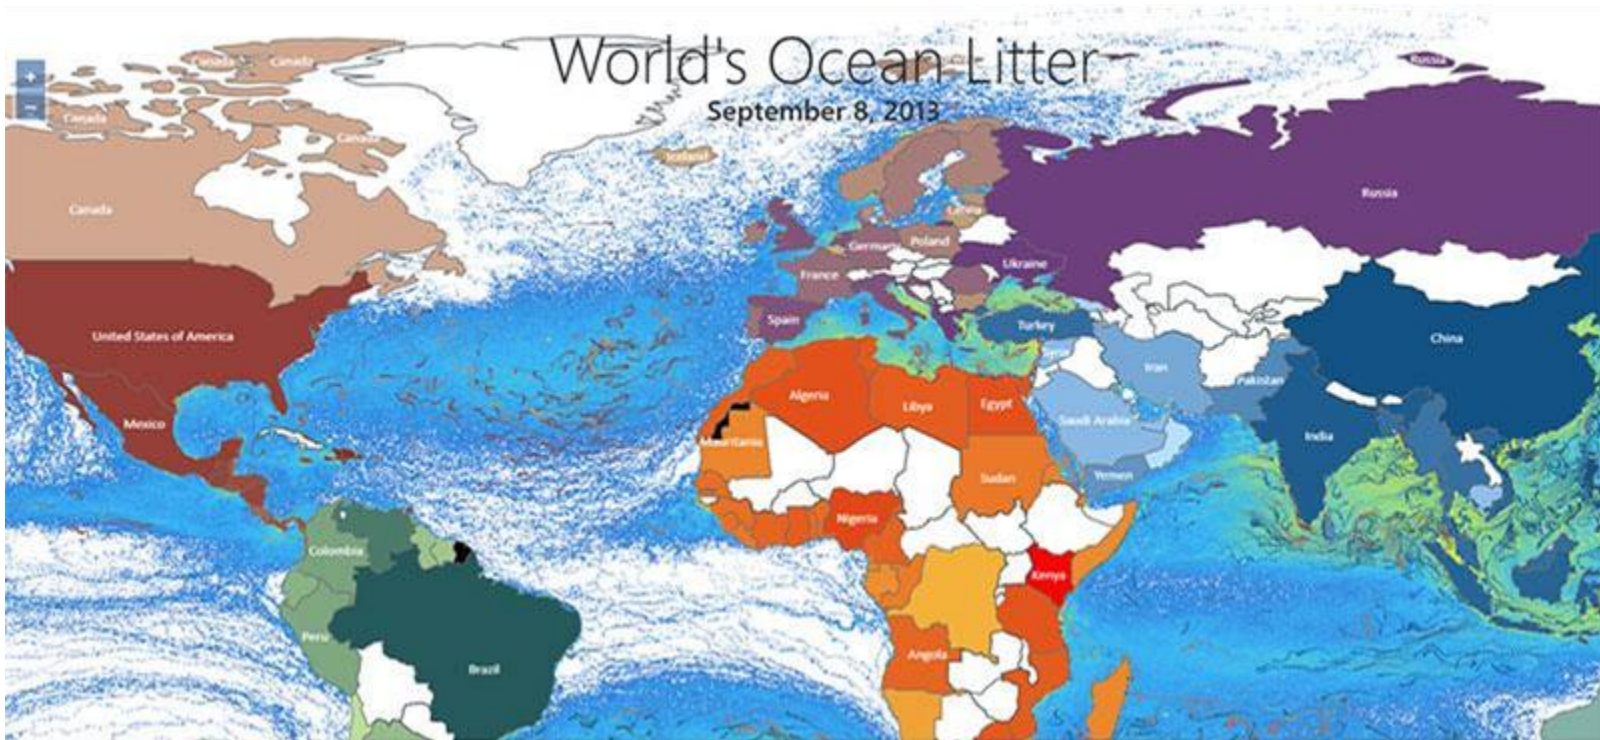 World's Ocean Litter
September 8, 2013
+
-
Canada
Canada
Russia
Canada
Iceland
Canada
Russia
Latvia
Germany
Poland
Ukraine
France
Spain
Turkey
United States of America
China
Iran
Pakistan
Algeria
Libya
Egypt
Saudi Arabia
Mexico
India
Mauritania
Sudan
Yemen
Nigeria
Colombia
Kenya
Peru
Angola
Brazil